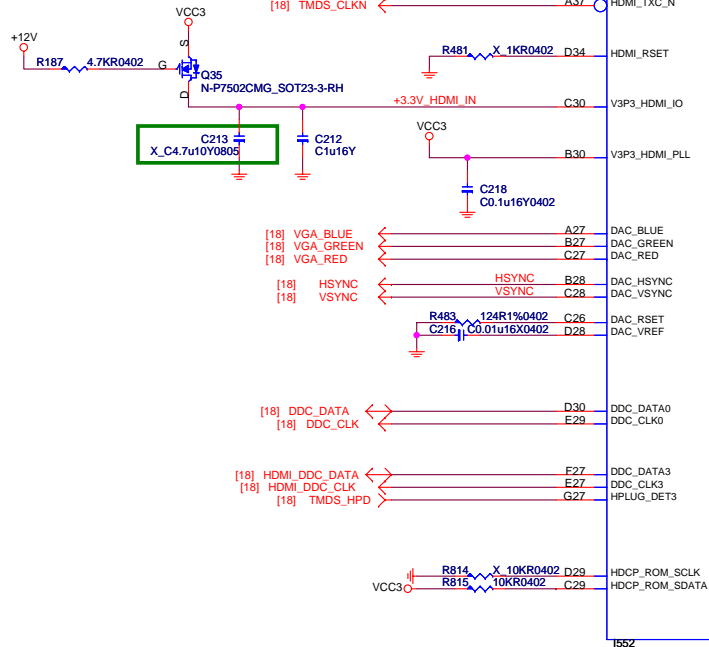 [18] TMDS_CLKN A37 HDMI_TXC_N
VCC3
+12V
R187 4.7KR0402 G S D
Q35
N-P7502CMG_SOT23-3-RH
R481 X_1KR0402 D34 HDMI_RSET
+3.3V_HDMI_IN C30 V3P3_HDMI_IO
C213
X_C4.7u10Y0805
C212
C1u16Y
VCC3
B30 V3P3_HDMI_PLL
C218
C0.1u16Y0402
[18] VGA_BLUE A27 DAC_BLUE
[18] VGA_GREEN B27 DAC_GREEN
[18] VGA_RED C27 DAC_RED
[18] HSYNC HSYNC B28 DAC_HSYNC
[18] VSYNC VSYNC C28 DAC_VSYNC
R483 124R1%0402 C26 DAC_RSET
C216 C0.01u16X0402 D28 DAC_VREF
[18] DDC_DATA D30 DDC_DATA0
[18] DDC_CLK E29 DDC_CLK0
[18] HDMI_DDC_DATA F27 DDC_DATA3
[18] HDMI_DDC_CLK E27 DDC_CLK3
[18] TMDS_HPD G27 HPLUG_DET3
R814 X_10KR0402 D29 HDCP_ROM_SCLK
VCC3 R815 10KR0402 C29 HDCP_ROM_SDATA
I552